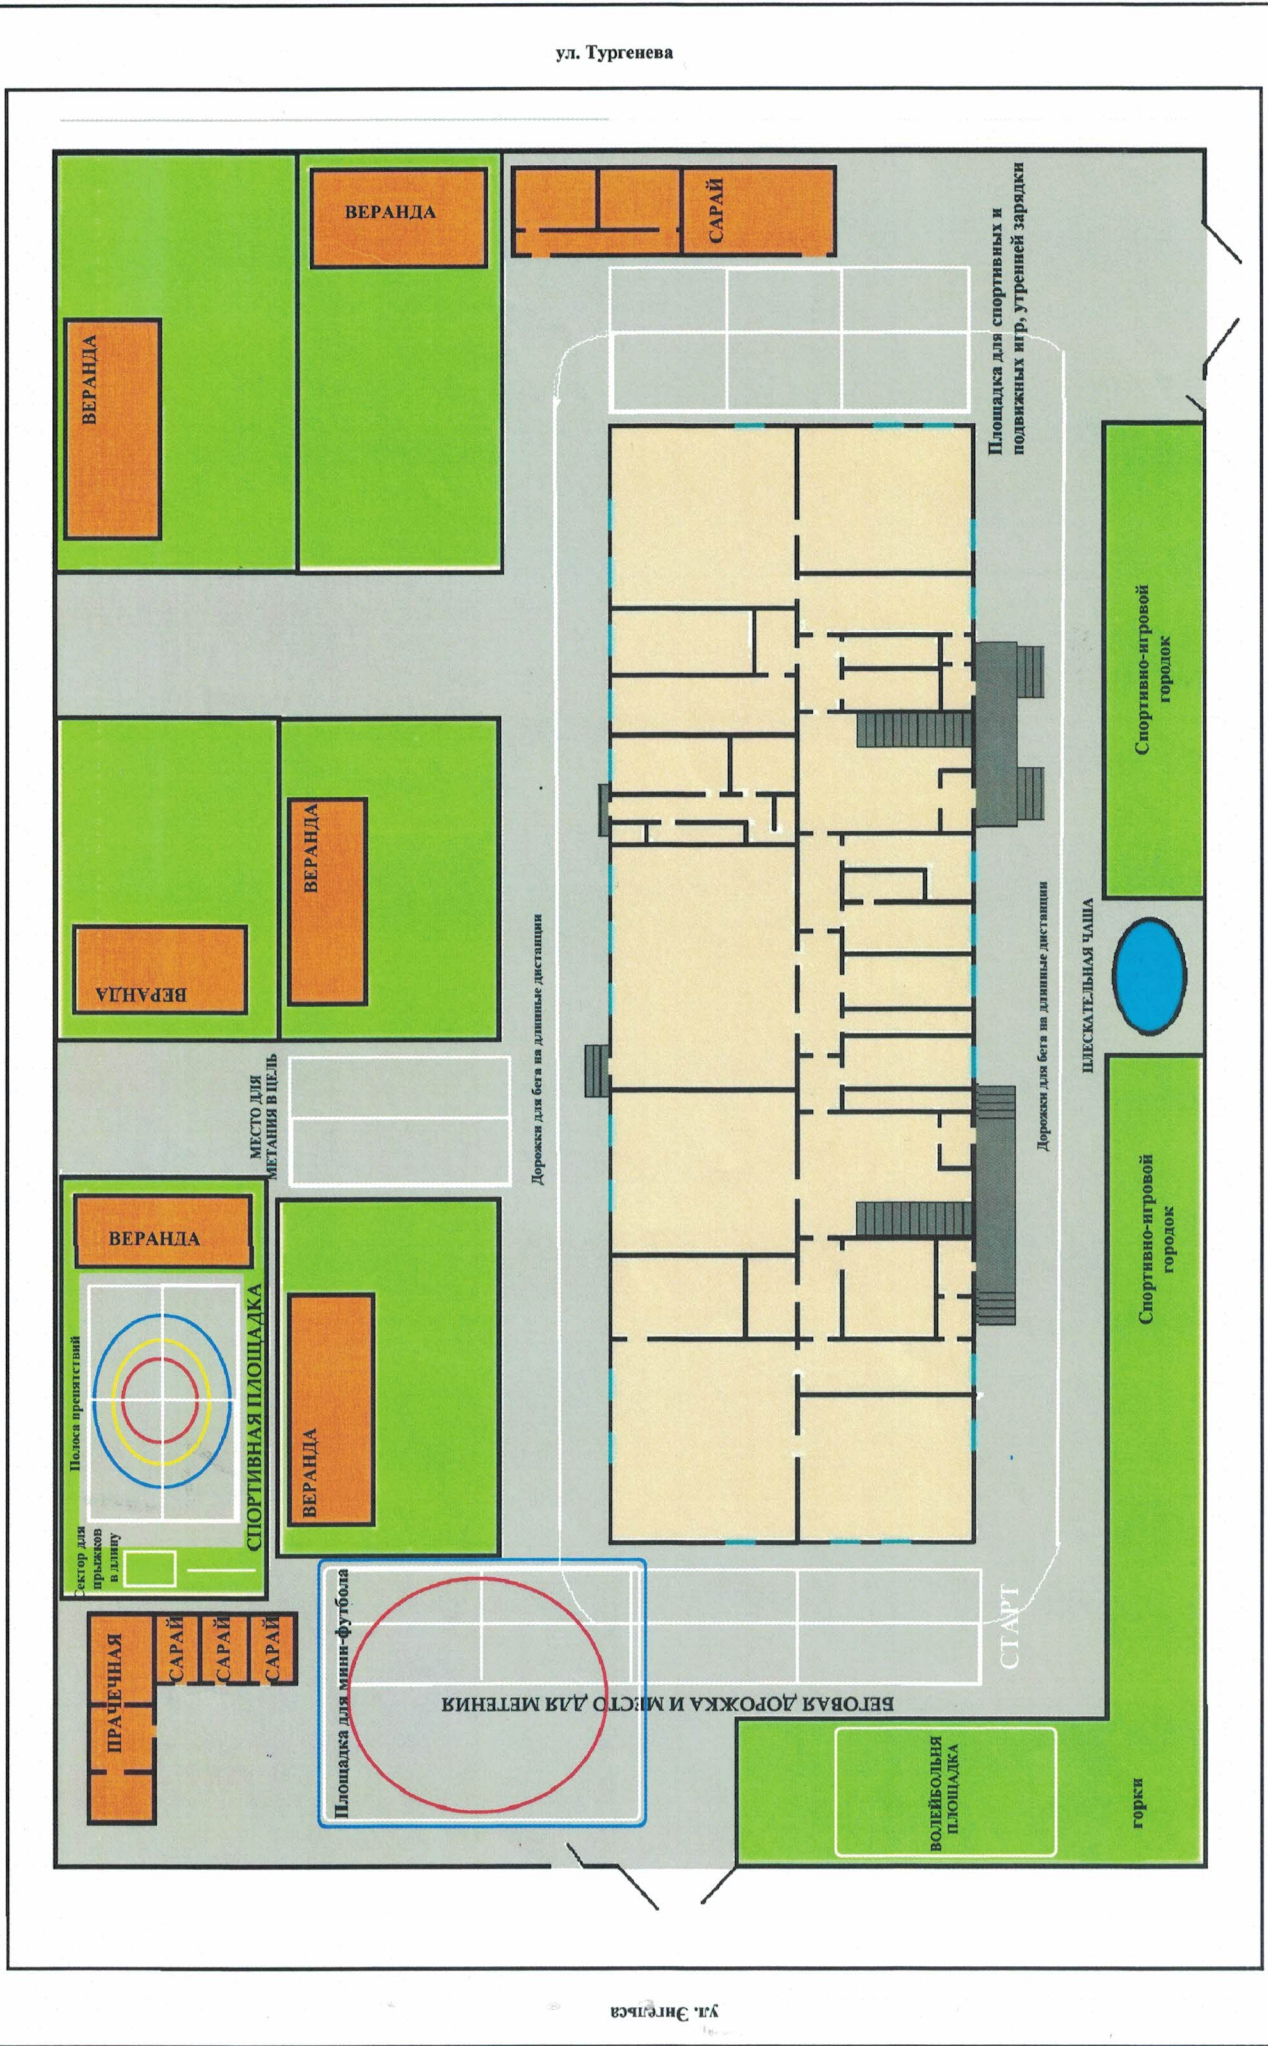 ул. Тургенева
ВЕРАНДА
САРАЙ
ВЕРАНДА
Площадка для спортивных и
подвижных игр, утренней зарядки
Спортивно-игровой
городок
ВЕРАНДА
ВЕРАНДА
Дорожки для бега на длинные дистанции
Дорожки для бега на длинные дистанции
ПЛЕСКАТЕЛЬНАЯ ЧАША
МЕСТО ДЛЯ
МЕТАНИЯ В ЦЕЛЬ
ВЕРАНДА
Полоса препятствий
СПОРТИВНАЯ ПЛОЩАДКА
Спортивно-игровой
городок
ВЕРАНДА
Сектор для
прыжков
в длину
ПРАЧЕЧНАЯ
САРАЙ
САРАЙ
САРАЙ
Площадка для мини-футбола
СТАРТ
БЕГОВАЯ ДОРОЖКА И МЕСТО ДЛЯ МЕТЕНИЯ
ВОЛЕЙБОЛЬНЯ
ПЛОЩАДКА
горки
ул. Энгельса